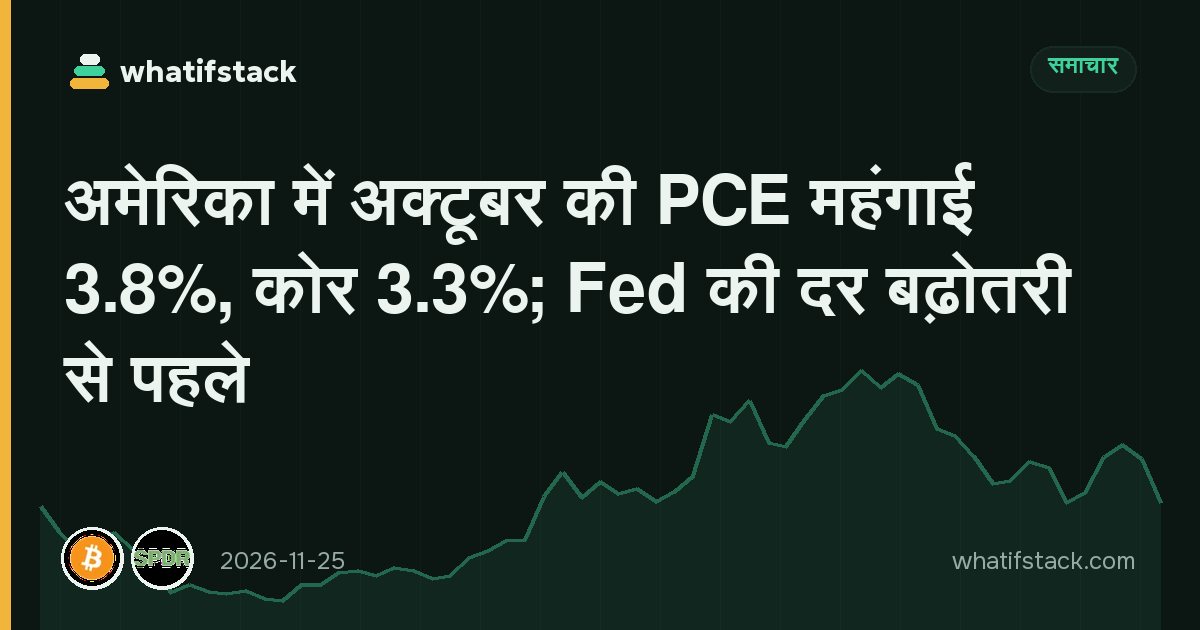 whatifstack
समाचार
अमेरिका में अक्टूबर की PCE महंगाई
3.8%, कोर 3.3%; Fed की दर बढ़ोतरी
से पहले
SPDR
2026-11-25
whatifstack.com